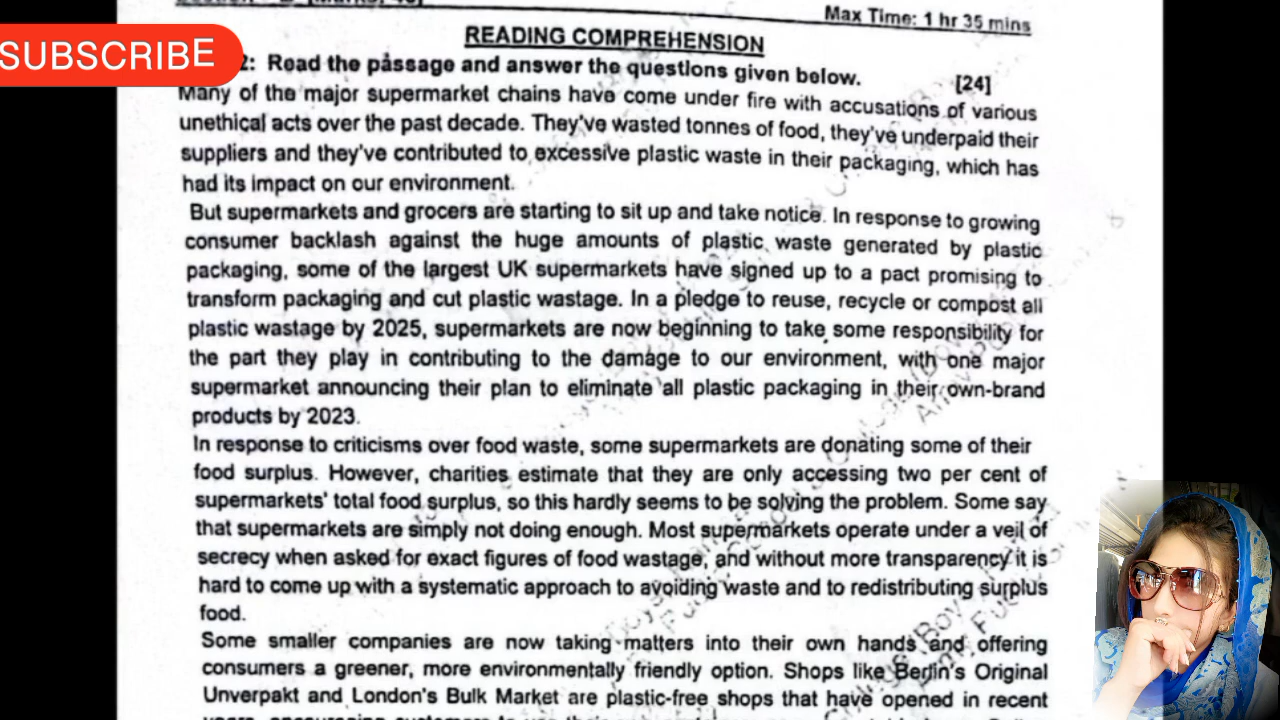 Max Time: 1 hr 35 mins
READING COMPREHENSION
SUBSCRIBE
2: Read the passage and answer the questions given below. [24]
Many of the major supermarket chains have come under fire with accusations of various
unethical acts over the past decade. They've wasted tonnes of food, they've underpaid their
suppliers and they've contributed to excessive plastic waste in their packaging, which has
had its impact on our environment.
But supermarkets and grocers are starting to sit up and take notice. In response to growing
consumer backlash against the huge amounts of plastic waste generated by plastic
packaging, some of the largest UK supermarkets have signed up to a pact promising to
transform packaging and cut plastic wastage. In a pledge to reuse, recycle or compost all
plastic wastage by 2025, supermarkets are now beginning to take some responsibility for
the part they play in contributing to the damage to our environment, with one major
supermarket announcing their plan to eliminate all plastic packaging in their own-brand
products by 2023.
In response to criticisms over food waste, some supermarkets are donating some of their
food surplus. However, charities estimate that they are only accessing two per cent of
supermarkets' total food surplus, so this hardly seems to be solving the problem. Some say
that supermarkets are simply not doing enough. Most supermarkets operate under a veil of
secrecy when asked for exact figures of food wastage, and without more transparency it is
hard to come up with a systematic approach to avoiding waste and to redistributing surplus
food.
Some smaller companies are now taking matters into their own hands and offering
consumers a greener, more environmentally friendly option. Shops like Berlin's Original
Unverpakt and London's Bulk Market are plastic-free shops that have opened in recent